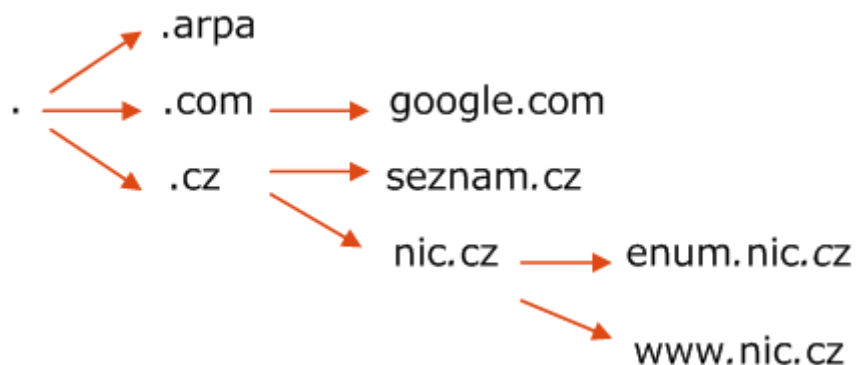 .arpa
. .com google.com
.cz seznam.cz
nic.cz enum.nic.cz
www.nic.cz